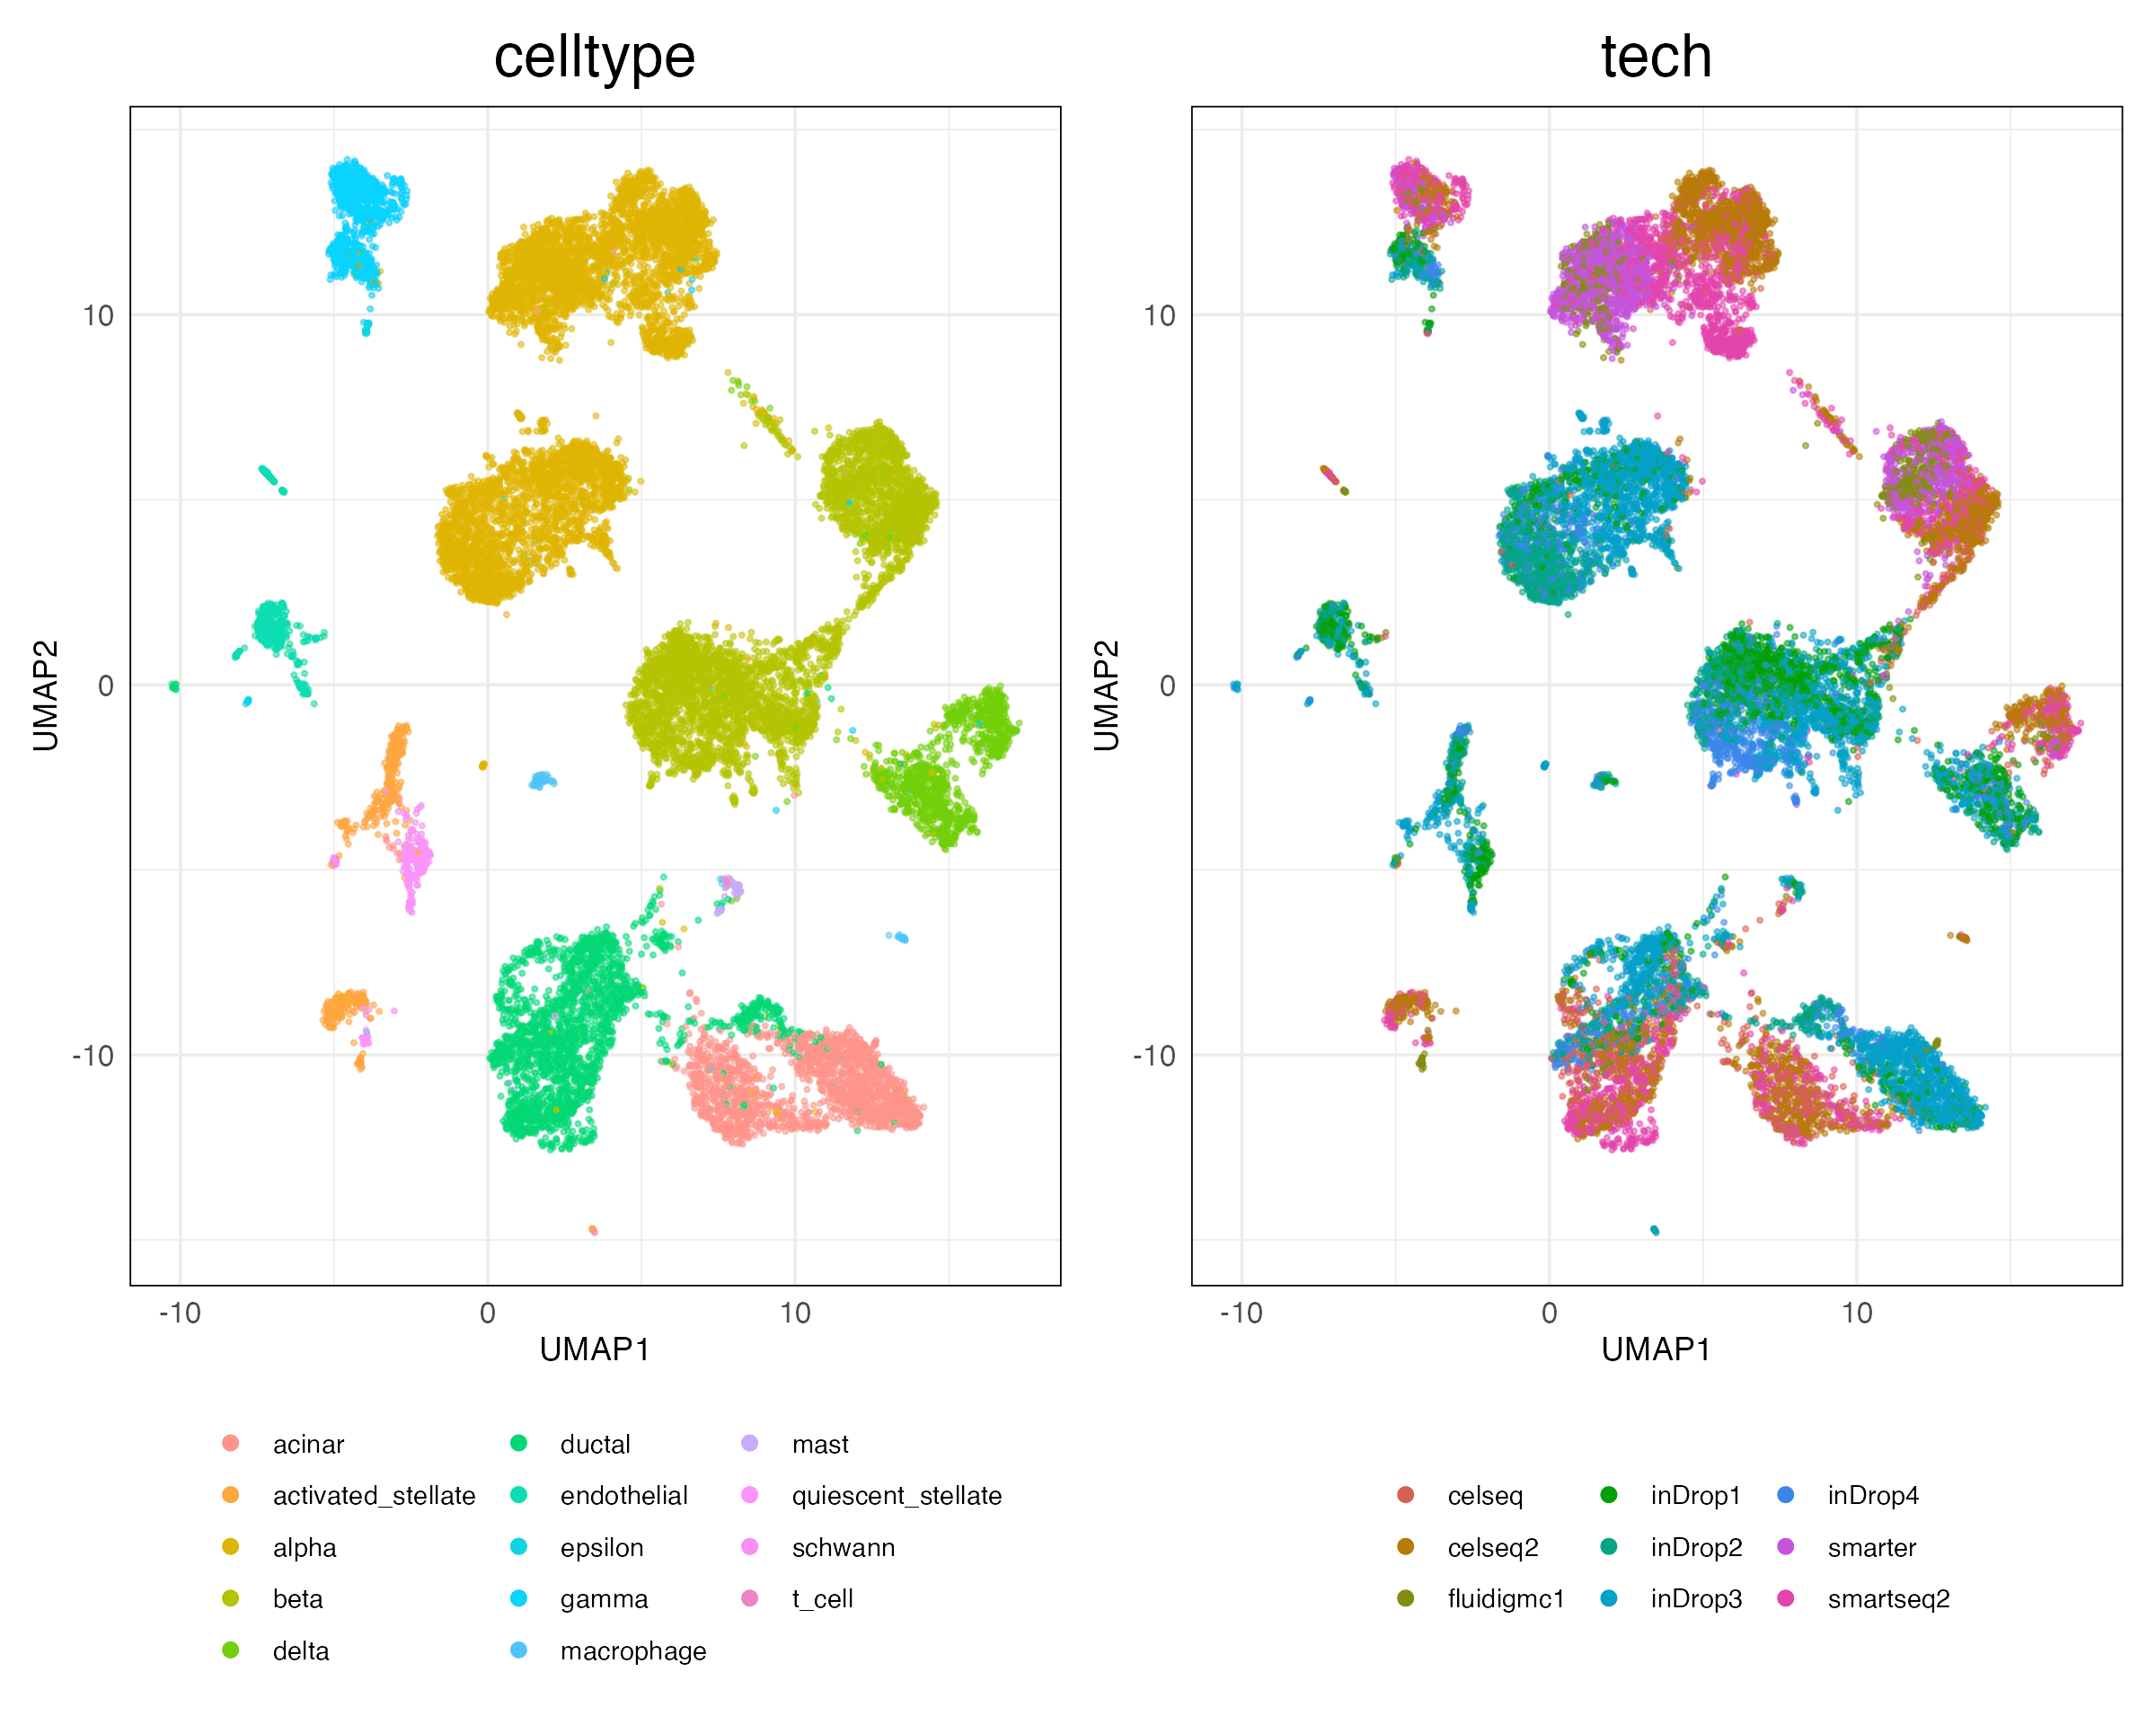 celltype
tech
10
0
-10
UMAP2
-10
0
10
UMAP1
10
0
-10
UMAP2
-10
0
10
UMAP1
acinar
activated_stellate
alpha
beta
delta
ductal
endothelial
epsilon
gamma
macrophage
mast
quiescent_stellate
schwann
t_cell
celseq
celseq2
fluidigmc1
inDrop1
inDrop2
inDrop3
inDrop4
smarter
smartseq2